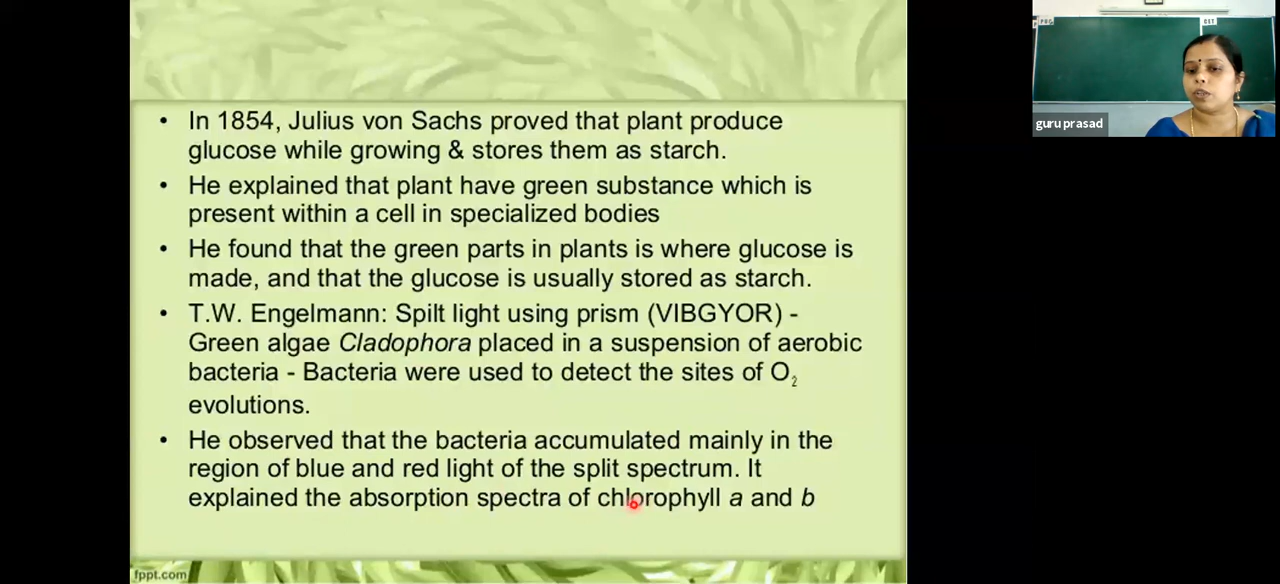 • In 1854, Julius von Sachs proved that plant produce
glucose while growing & stores them as starch.
• He explained that plant have green substance which is
present within a cell in specialized bodies
• He found that the green parts in plants is where glucose is
made, and that the glucose is usually stored as starch.
• T.W. Engelmann: Spilt light using prism (VIBGYOR) -
Green algae Cladophora placed in a suspension of aerobic
bacteria - Bacteria were used to detect the sites of O₂
evolutions.
• He observed that the bacteria accumulated mainly in the
region of blue and red light of the split spectrum. It
explained the absorption spectra of chlorophyll a and b
fppt.com
guru prasad